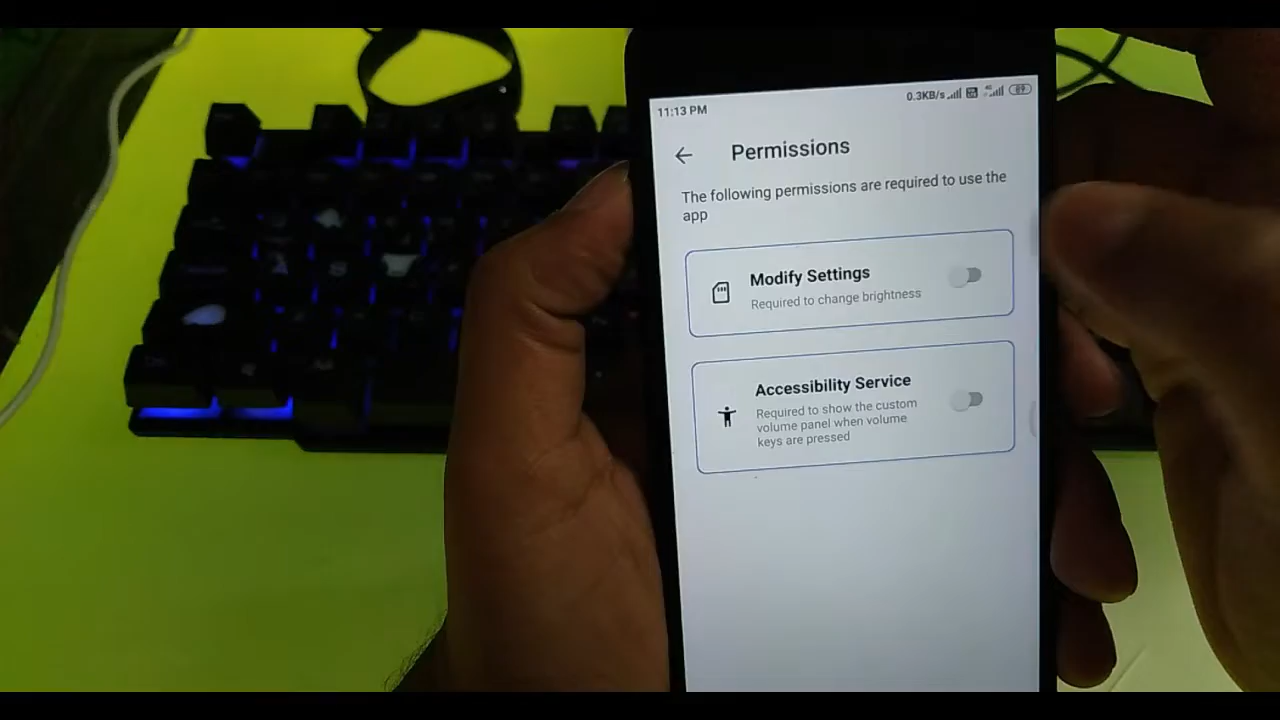 11:13 PM
0.3KB/s
Permissions
The following permissions are required to use the
app
Modify Settings
Required to change brightness
Accessibility Service
Required to show the custom
volume panel when volume
keys are pressed